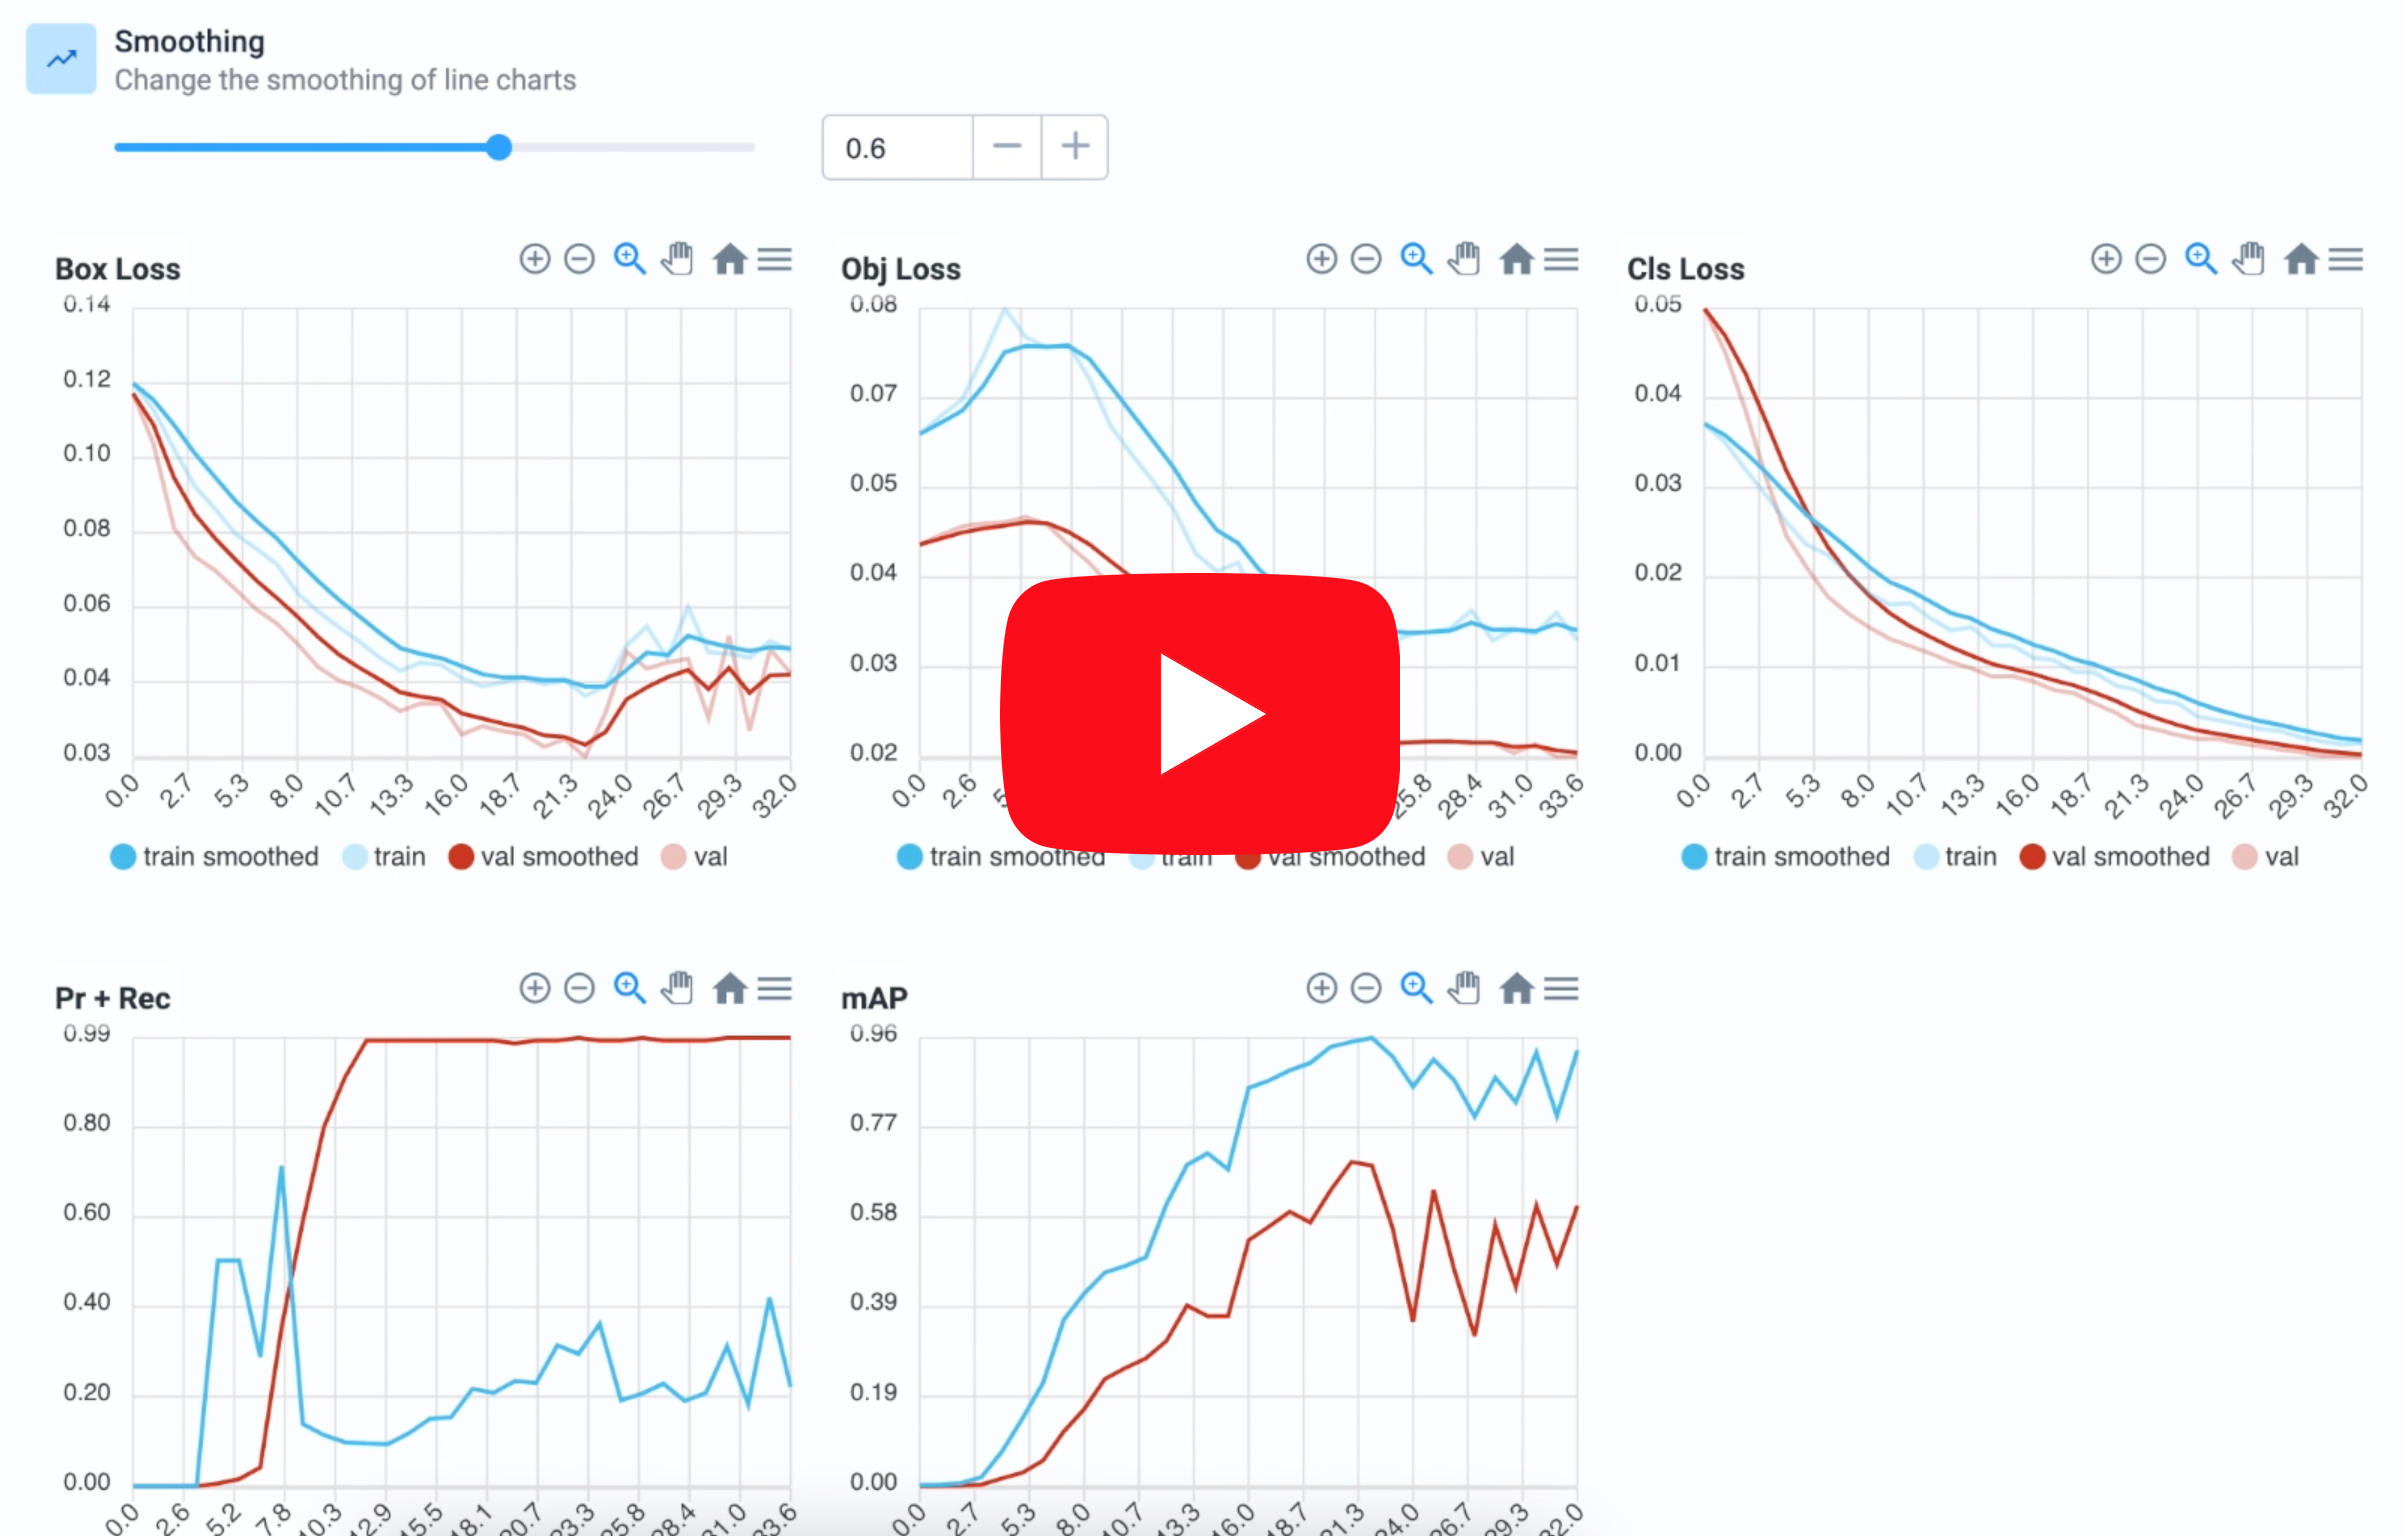 Smoothing
Change the smoothing of line charts
0.6
Box Loss
0.14
0.12
0.10
0.08
0.06
0.04
0.03
0.0 2.7 5.3 8.0 10.7 13.3 16.0 18.7 21.3 24.0 26.7 29.3 32.0
train smoothed train val smoothed val
Obj Loss
0.08
0.07
0.05
0.04
0.03
0.02
0.0 2.6 25.8 28.4 31.0 33.6
train smoothed train val smoothed val
Cls Loss
0.05
0.04
0.03
0.02
0.01
0.00
0.0 2.7 5.3 8.0 10.7 13.3 16.0 18.7 21.3 24.0 26.7 29.3 32.0
train smoothed train val smoothed val
Pr + Rec
0.99
0.80
0.60
0.40
0.20
0.00
0.0 2.6 5.2 7.8 10.3 12.9 15.5 18.1 20.7 23.3 25.8 28.4 31.0 33.6
mAP
0.96
0.77
0.58
0.39
0.19
0.00
0.0 2.7 5.3 8.0 10.7 13.3 16.0 18.7 21.3 24.0 26.7 29.3 32.0